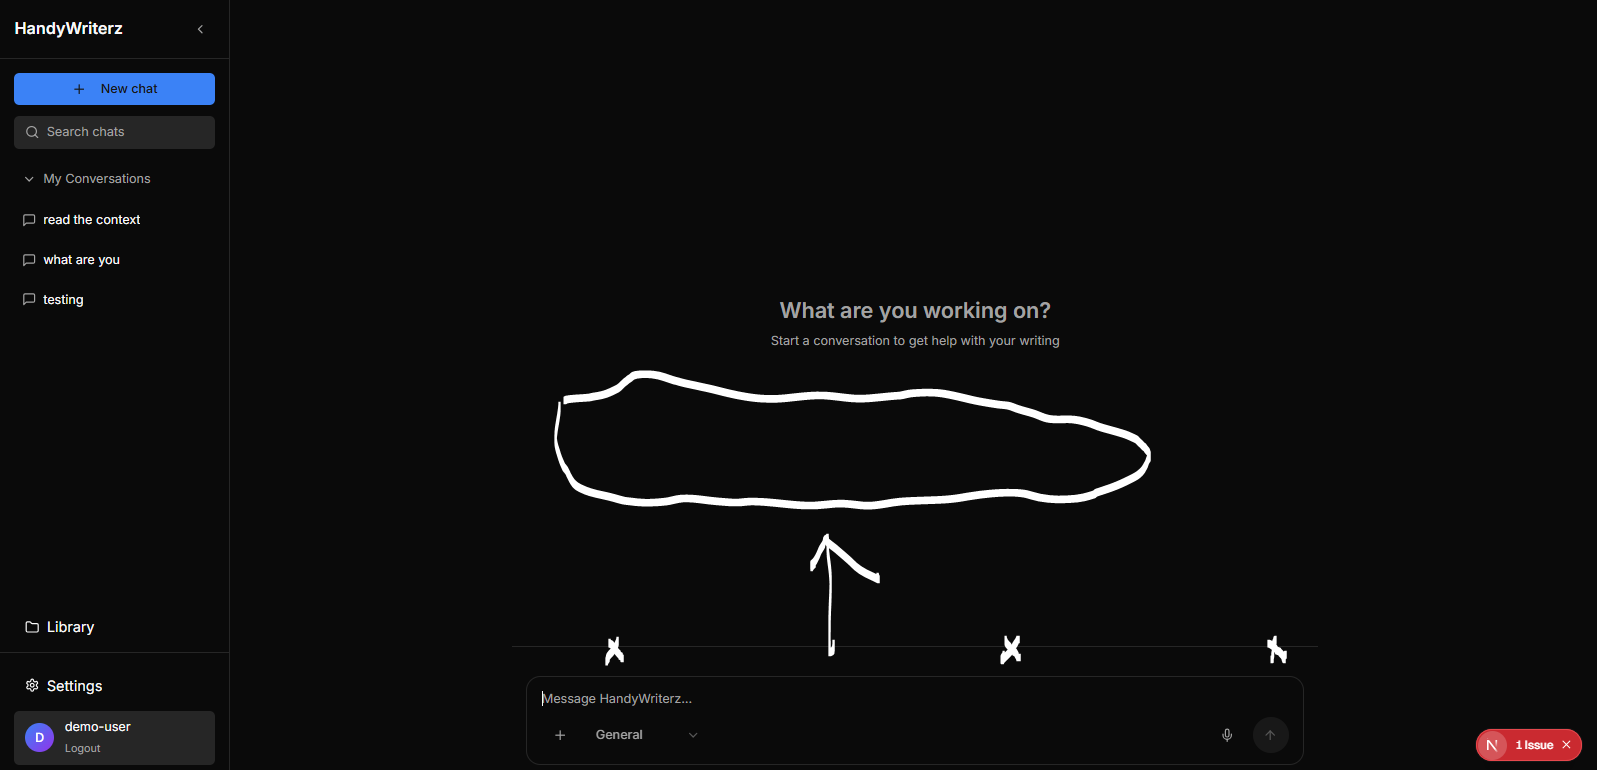 HandyWriterz
New chat
Search chats
My Conversations
read the context
what are you
testing
Library
Settings
D
demo-user
Logout
What are you working on?
Start a conversation to get help with your writing
Message HandyWriterz...
General
N
1 Issue